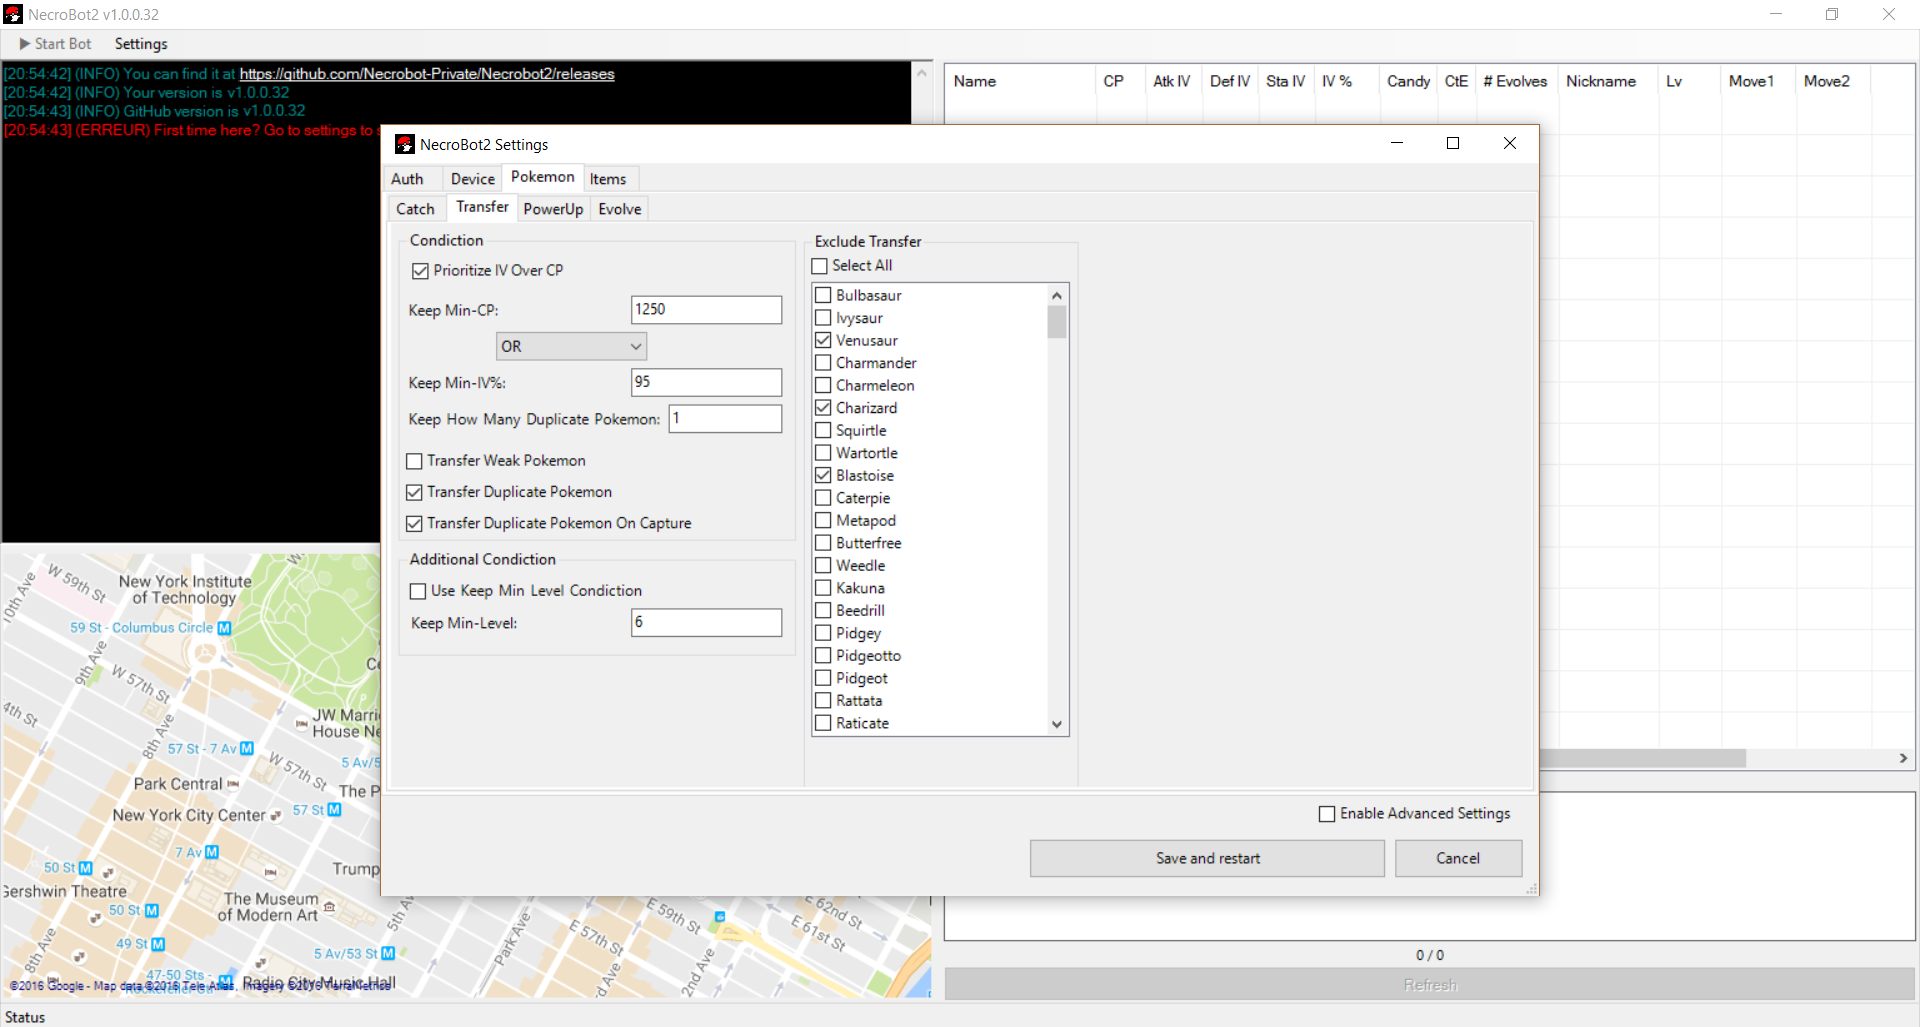 NecroBot2 v1.0.0.32
Start Bot Settings
[20:54:42] (INFO) You can find it at https://github.com/Necrobot-Private/Necrobot2/releases
[20:54:42] (INFO) Your version is v1.0.0.32
[20:54:43] (INFO) GitHub version is v1.0.0.32
[20:54:43] (ERREUR) First time here? Go to settings to s
Name CP Atk IV Def IV Sta IV IV % Candy CtE # Evolves Nickname Lv Move1 Move2
NecroBot2 Settings
Auth Device Pokemon Items
Catch Transfer PowerUp Evolve
Condition
Prioritize IV Over CP
Keep Min-CP: 1250
OR
Keep Min-IV%: 95
Keep How Many Duplicate Pokemon: 1
Transfer Weak Pokemon
Transfer Duplicate Pokemon
Transfer Duplicate Pokemon On Capture
Additional Condition
Use Keep Min Level Condition
Keep Min-Level: 6
Exclude Transfer
Select All
Bulbasaur
Ivysaur
Venusaur
Charmander
Charmeleon
Charizard
Squirtle
Wartortle
Blastoise
Caterpie
Metapod
Butterfree
Weedle
Kakuna
Beedrill
Pidgey
Pidgeotto
Pidgeot
Rattata
Raticate
Enable Advanced Settings
Save and restart Cancel
10th Ave
W 59th St
New York Institute
of Technology
59 St - Columbus Circle M
9th Ave
W 57th St
4th St
8th Ave
JW Marri
House Ne
57 St - 7 Av M
W 57th St
5 Av/5
Park Central
The P
New York City Center
57 St M
7 Av M
50 St M
Trump
Gershwin Theatre
The Museum
of Modern Art
50 St M
5th Av
49 St M
8th Ave
5 Av/53 St M
47-50 Sts -
Radio City Music Hall
Park Ave
E 59th St
E 57th St
3rd Ave
2nd Ave
E 62nd St
E 61st St
©2016 Google - Map data ©2016 Tele Atlas, Imagery ©2016 TerraMetrics
0 / 0
Refresh
Status